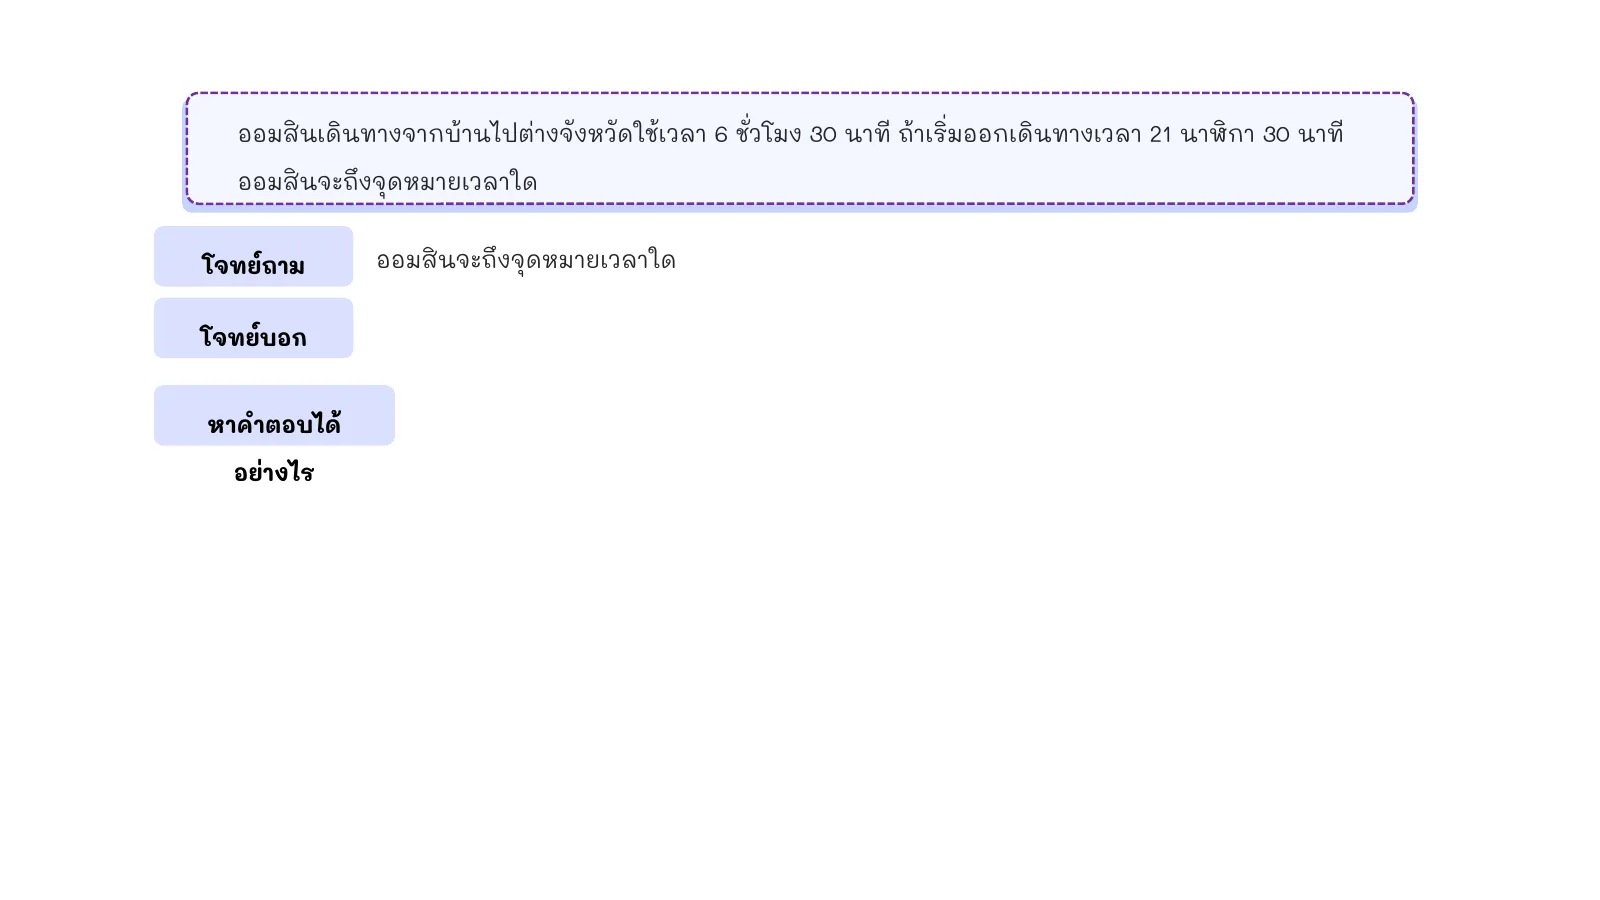 ออมสินเดินทางจากบ้านไปต่างจังหวัดใช้เวลา 6 ชั่วโมง 30 นาที ถ้าเริ่มออกเดินทางเวลา 21 นาฬิกา 30 นาที
ออมสินจะถึงจุดหมายเวลาใด
โจทย์ถาม ออมสินจะถึงจุดหมายเวลาใด
โจทย์บอก
หาคำตอบได้
อย่างไร